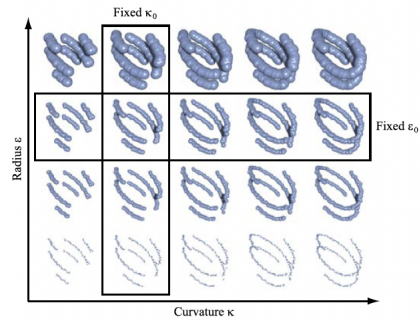 Fixed κ₀
Fixed ε₀
Radius ε
Curvature κ